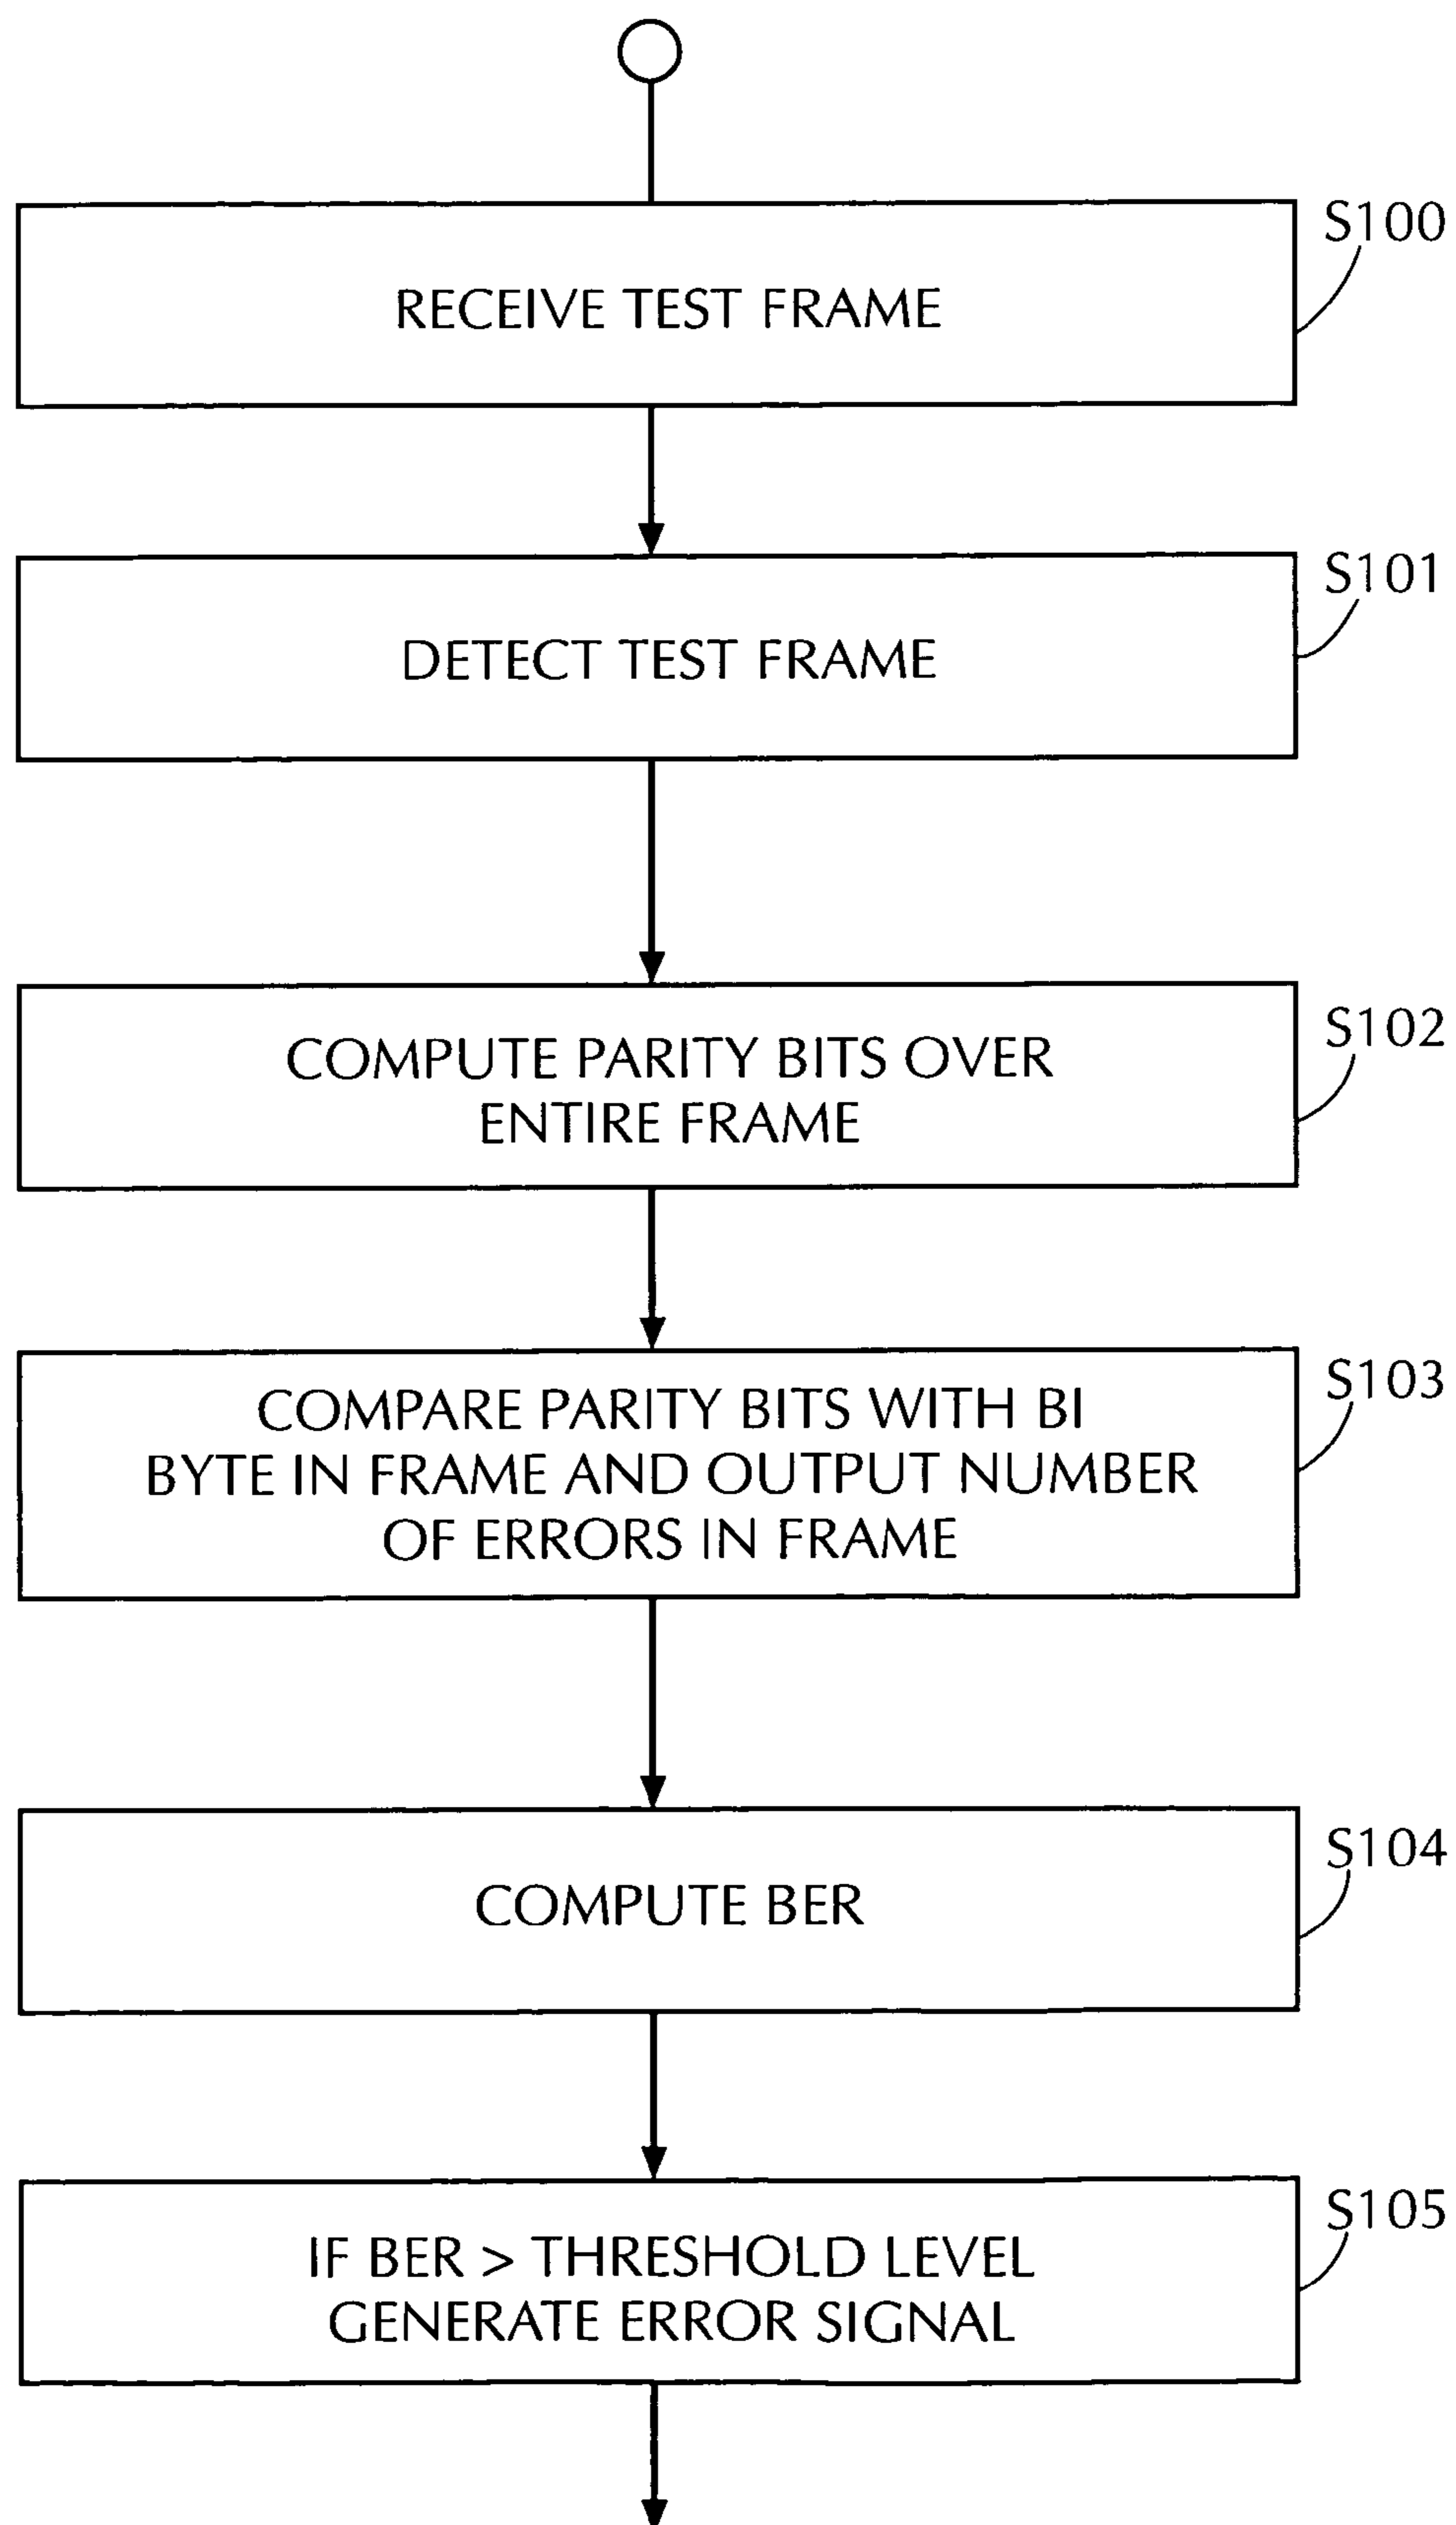 S100
RECEIVE TEST FRAME
S101
DETECT TEST FRAME
S102
COMPUTE PARITY BITS OVER
ENTIRE FRAME
S103
COMPARE PARITY BITS WITH BI
BYTE IN FRAME AND OUTPUT NUMBER
OF ERRORS IN FRAME
S104
COMPUTE BER
S105
IF BER > THRESHOLD LEVEL
GENERATE ERROR SIGNAL